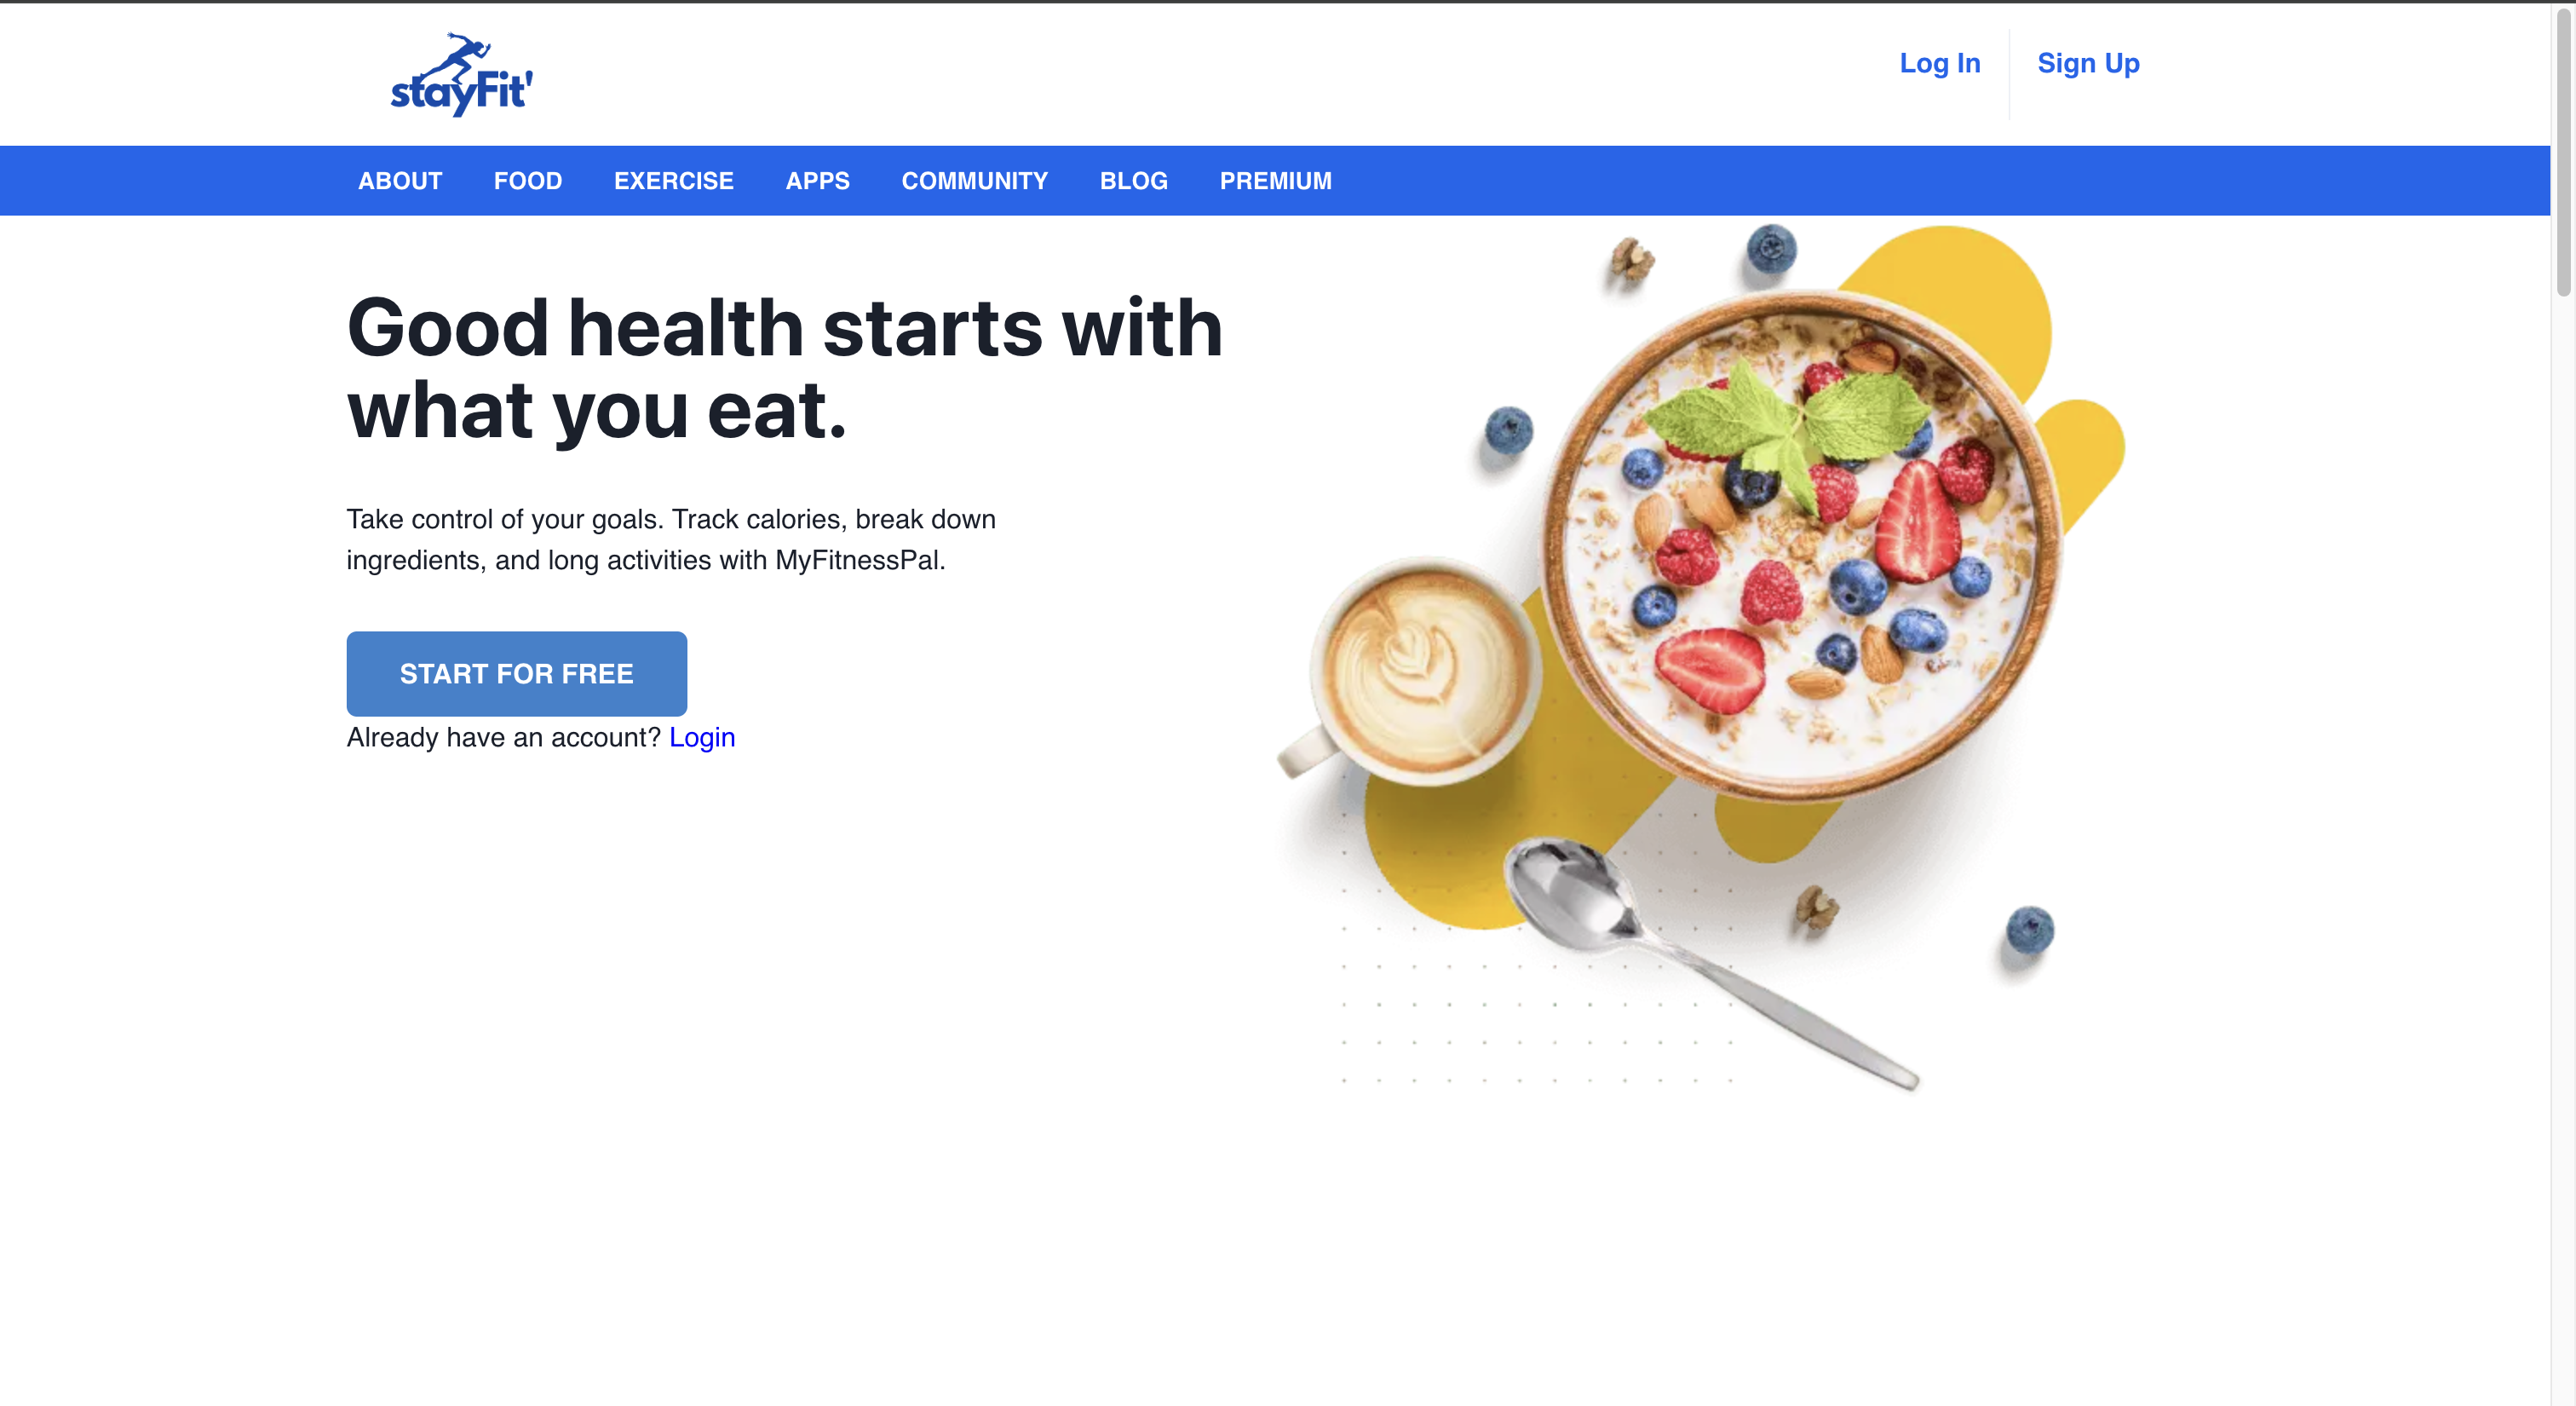 stayFit'
Log In
Sign Up
ABOUT FOOD EXERCISE APPS COMMUNITY BLOG PREMIUM
Good health starts with
what you eat.
Take control of your goals. Track calories, break down
ingredients, and long activities with MyFitnessPal.
START FOR FREE
Already have an account? Login